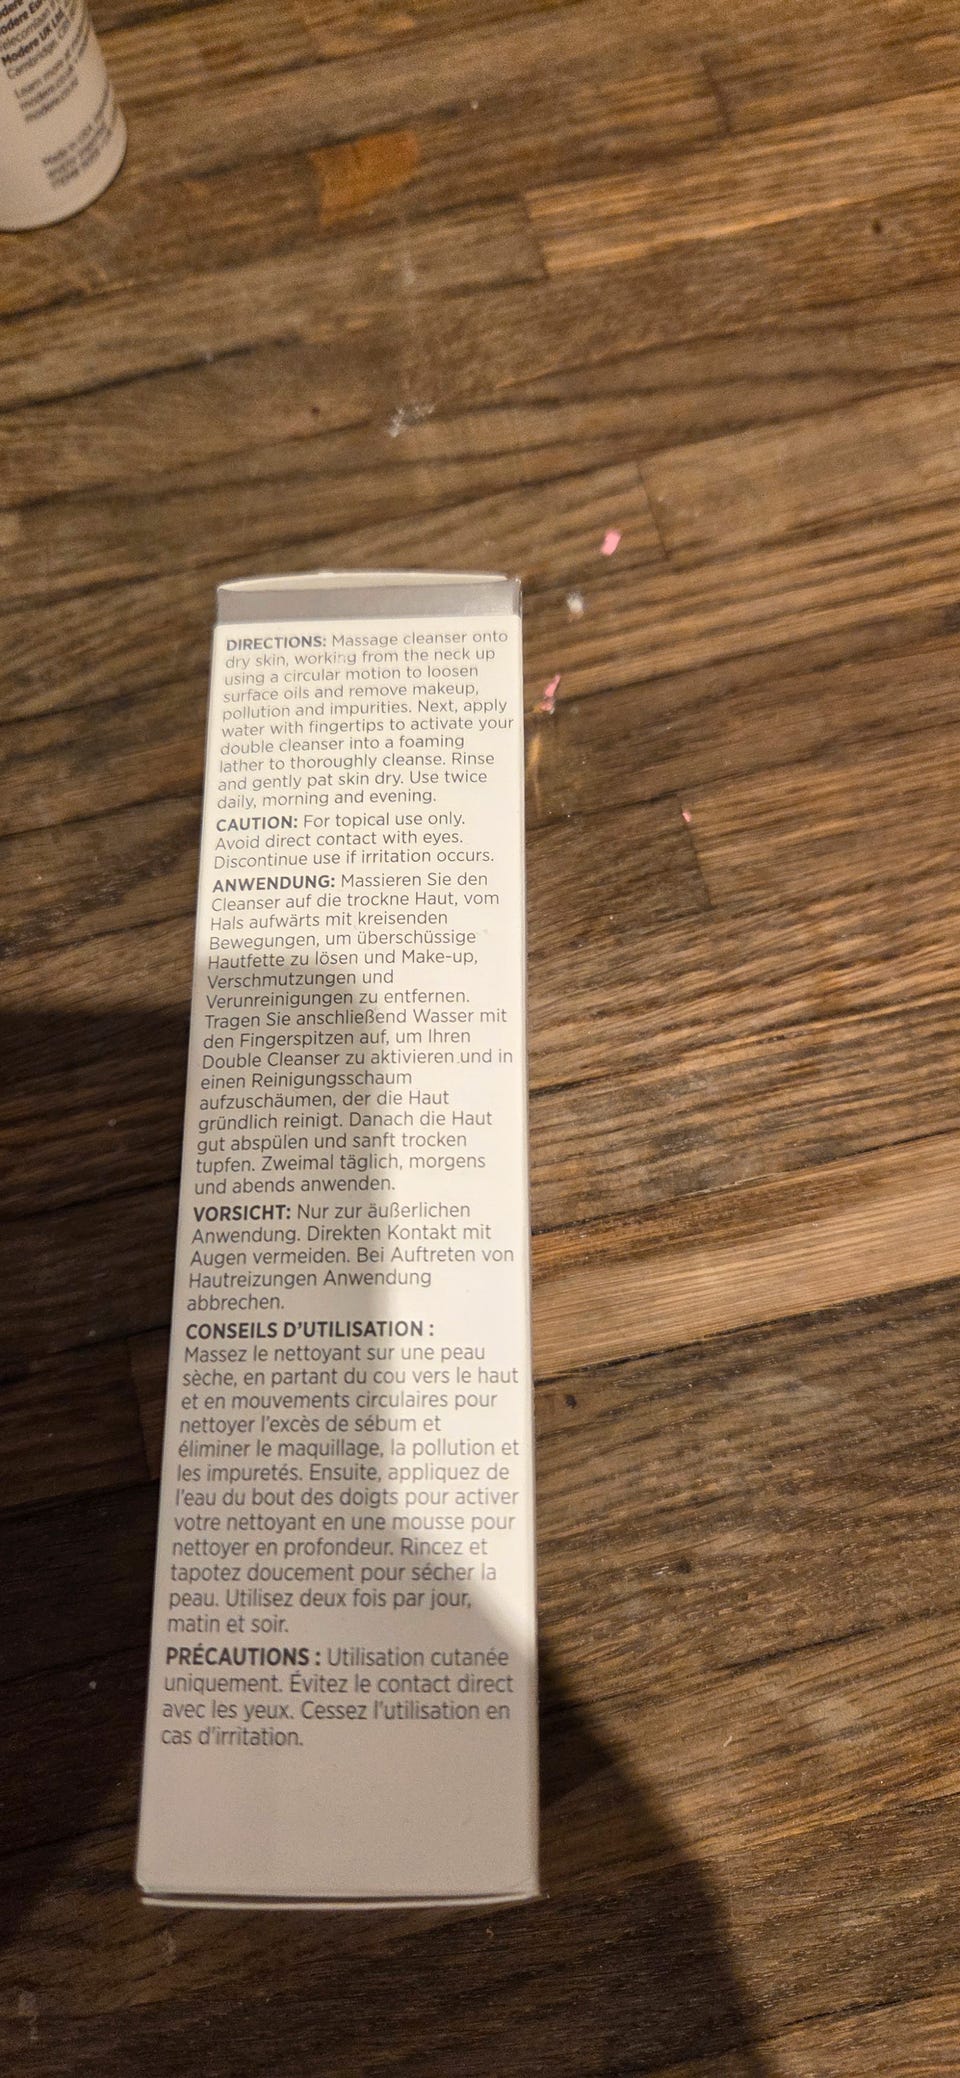 Modere UK Ltd
DIRECTIONS: Massage cleanser onto
dry skin, working from the neck up
using a circular motion to loosen
surface oils and remove makeup,
pollution and impurities. Next, apply
water with fingertips to activate your
double cleanser into a foaming
lather to thoroughly cleanse. Rinse
and gently pat skin dry. Use twice
daily, morning and evening.
CAUTION: For topical use only.
Avoid direct contact with eyes.
Discontinue use if irritation occurs.
ANWENDUNG: Massieren Sie den
Cleanser auf die trockne Haut, vom
Hals aufwärts mit kreisenden
Bewegungen, um überschüssige
Hautfette zu lösen und Make-up,
Verschmutzungen und
Verunreinigungen zu entfernen.
Tragen Sie anschließend Wasser mit
den Fingerspitzen auf, um Ihren
Double Cleanser zu aktivieren und in
einen Reinigungsschaum
aufzuschäumen, der die Haut
gründlich reinigt. Danach die Haut
gut abspülen und sanft trocken
tupfen. Zweimal täglich, morgens
und abends anwenden.
VORSICHT: Nur zur äußerlichen
Anwendung. Direkten Kontakt mit
Augen vermeiden. Bei Auftreten von
Hautreizungen Anwendung
abbrechen.
CONSEILS D'UTILISATION :
Massez le nettoyant sur une peau
sèche, en partant du cou vers le haut
et en mouvements circulaires pour
nettoyer l'excès de sébum et
éliminer le maquillage, la pollution et
les impuretés. Ensuite, appliquez de
l'eau du bout des doigts pour activer
votre nettoyant en une mousse pour
nettoyer en profondeur. Rincez et
tapotez doucement pour sécher la
peau. Utilisez deux fois par jour,
matin et soir.
PRÉCAUTIONS : Utilisation cutanée
uniquement. Évitez le contact direct
avec les yeux. Cessez l'utilisation en
cas d'irritation.